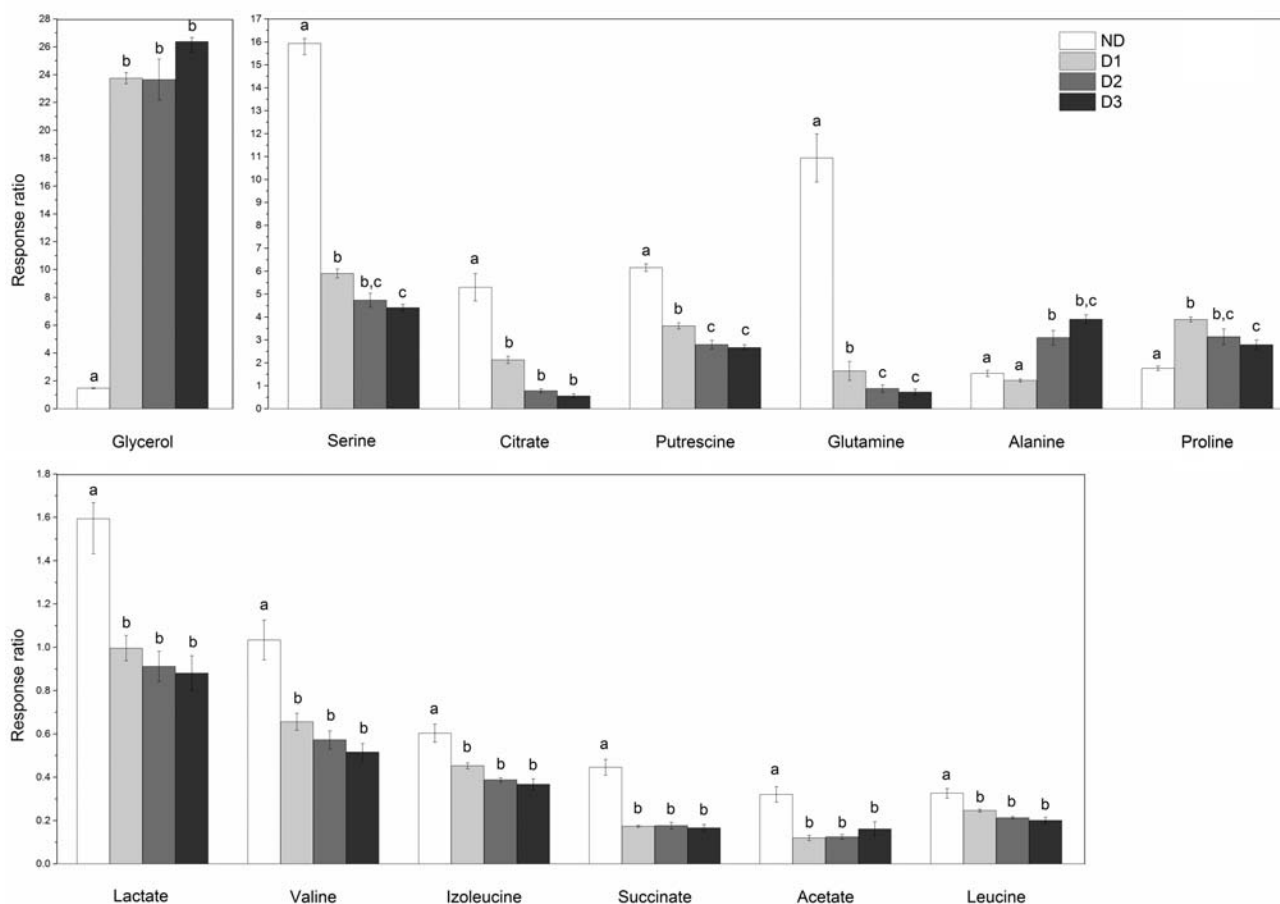 Response ratio
28
26
24
22
20
18
16
14
12
10
8
6
4
2
0
a b b b
Glycerol
17
16
15
14
13
12
11
10
9
8
7
6
5
4
3
2
1
0
a b b,c c
a b b b
a b c c
a b c c
a a b b,c
a b b,c c
Serine Citrate Putrescine Glutamine Alanine Proline
ND
D1
D2
D3
Response ratio
1.8
1.6
1.4
1.2
1.0
0.8
0.6
0.4
0.2
0.0
a b b b
a b b b
a b b b
a b b b
a b b a
a b b b
Lactate Valine Izoleucine Succinate Acetate Leucine